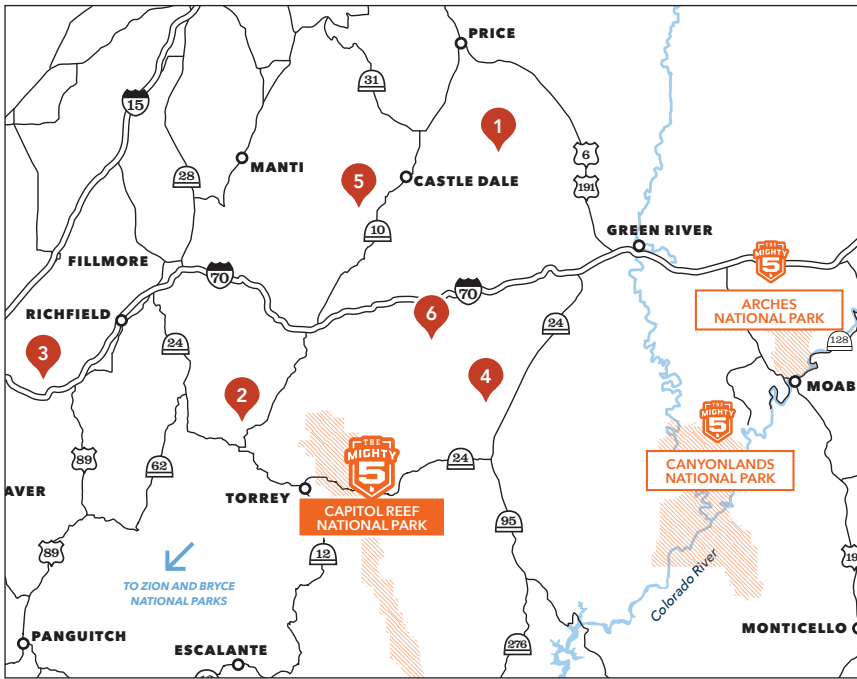 PRICE
31
15
1
6
MANTI
5
CASTLE DALE
28
191
10
GREEN RIVER
FILLMORE
THE
MIGHTY
5
70
70
ARCHES
NATIONAL PARK
RICHFIELD
6
24
24
128
3
4
MOAB
2
THE
MIGHTY
5
89
62
THE
MIGHTY
5
24
CANYONLANDS
NATIONAL PARK
AVER
TORREY
CAPITOL REEF
NATIONAL PARK
95
89
12
19
TO ZION AND BRYCE
NATIONAL PARKS
Colorado River
PANGUITCH
MONTICELLO
276
ESCALANTE